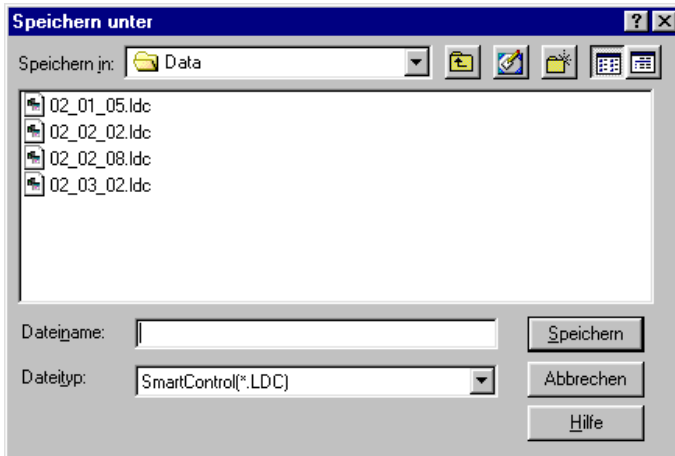 Speichern unter
Speichern in: Data
02_01_05.ldc
02_02_02.ldc
02_02_08.ldc
02_03_02.ldc
Dateiname: Speichern
Dateityp: SmartControl(*.LDC) Abbrechen
Hilfe